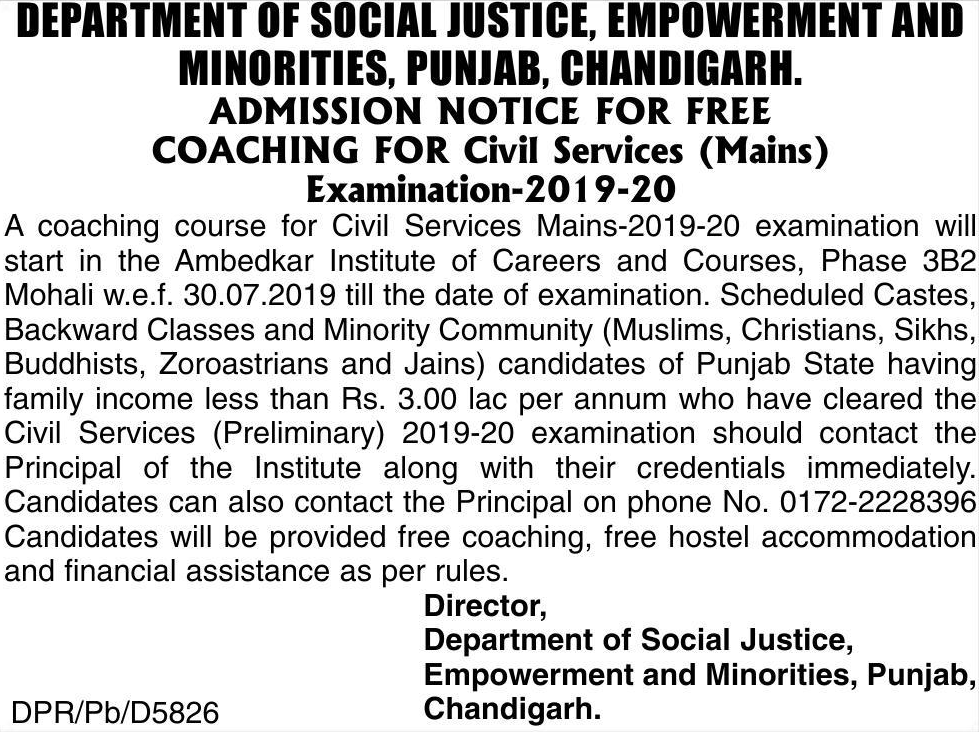 DEPARTMENT OF SOCIAL JUSTICE, EMPOWERMENT AND
MINORITIES, PUNJAB, CHANDIGARH.
ADMISSION NOTICE FOR FREE
COACHING FOR Civil Services (Mains)
Examination-2019-20
A coaching course for Civil Services Mains-2019-20 examination will
start in the Ambedkar Institute of Careers and Courses, Phase 3B2
Mohali w.e.f. 30.07.2019 till the date of examination. Scheduled Castes,
Backward Classes and Minority Community (Muslims, Christians, Sikhs,
Buddhists, Zoroastrians and Jains) candidates of Punjab State having
family income less than Rs. 3.00 lac per annum who have cleared the
Civil Services (Preliminary) 2019-20 examination should contact the
Principal of the Institute along with their credentials immediately.
Candidates can also contact the Principal on phone No. 0172-2228396
Candidates will be provided free coaching, free hostel accommodation
and financial assistance as per rules.
Director,
Department of Social Justice,
Empowerment and Minorities, Punjab,
Chandigarh.
DPR/Pb/D5826